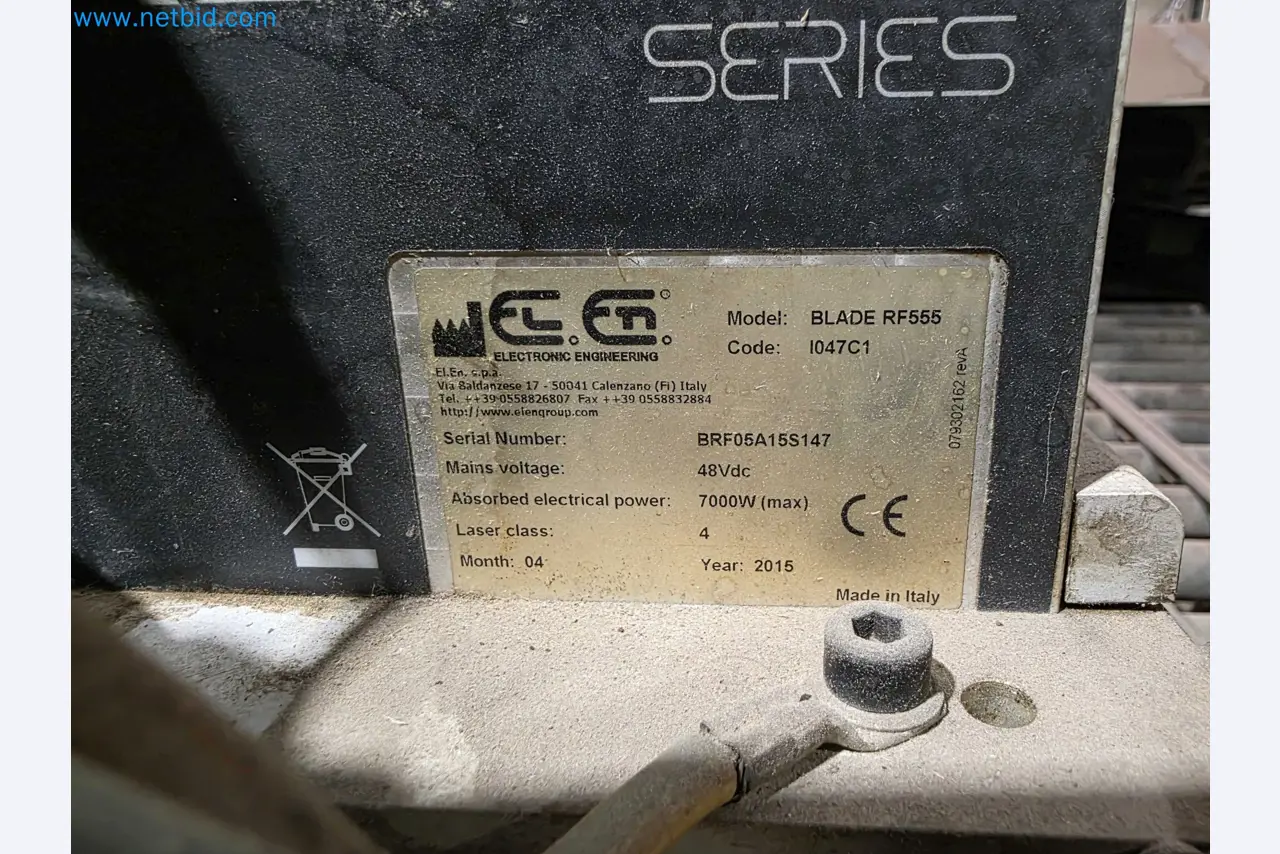 www.netbid.com
SERIES
EL.En.®
ELECTRONIC ENGINEERING
El.En. s.p.a.
Via Baldanzese 17 - 50041 Calenzano (Fi) Italy
Tel. ++39 0558826807 Fax ++39 0558832884
http://www.elengroup.com
Model: BLADE RF555
Code: I047C1
079302162 revA
Serial Number: BRF05A15S147
Mains voltage: 48Vdc
Absorbed electrical power: 7000W (max)
CE
Laser class: 4
Month: 04 Year: 2015
Made in Italy